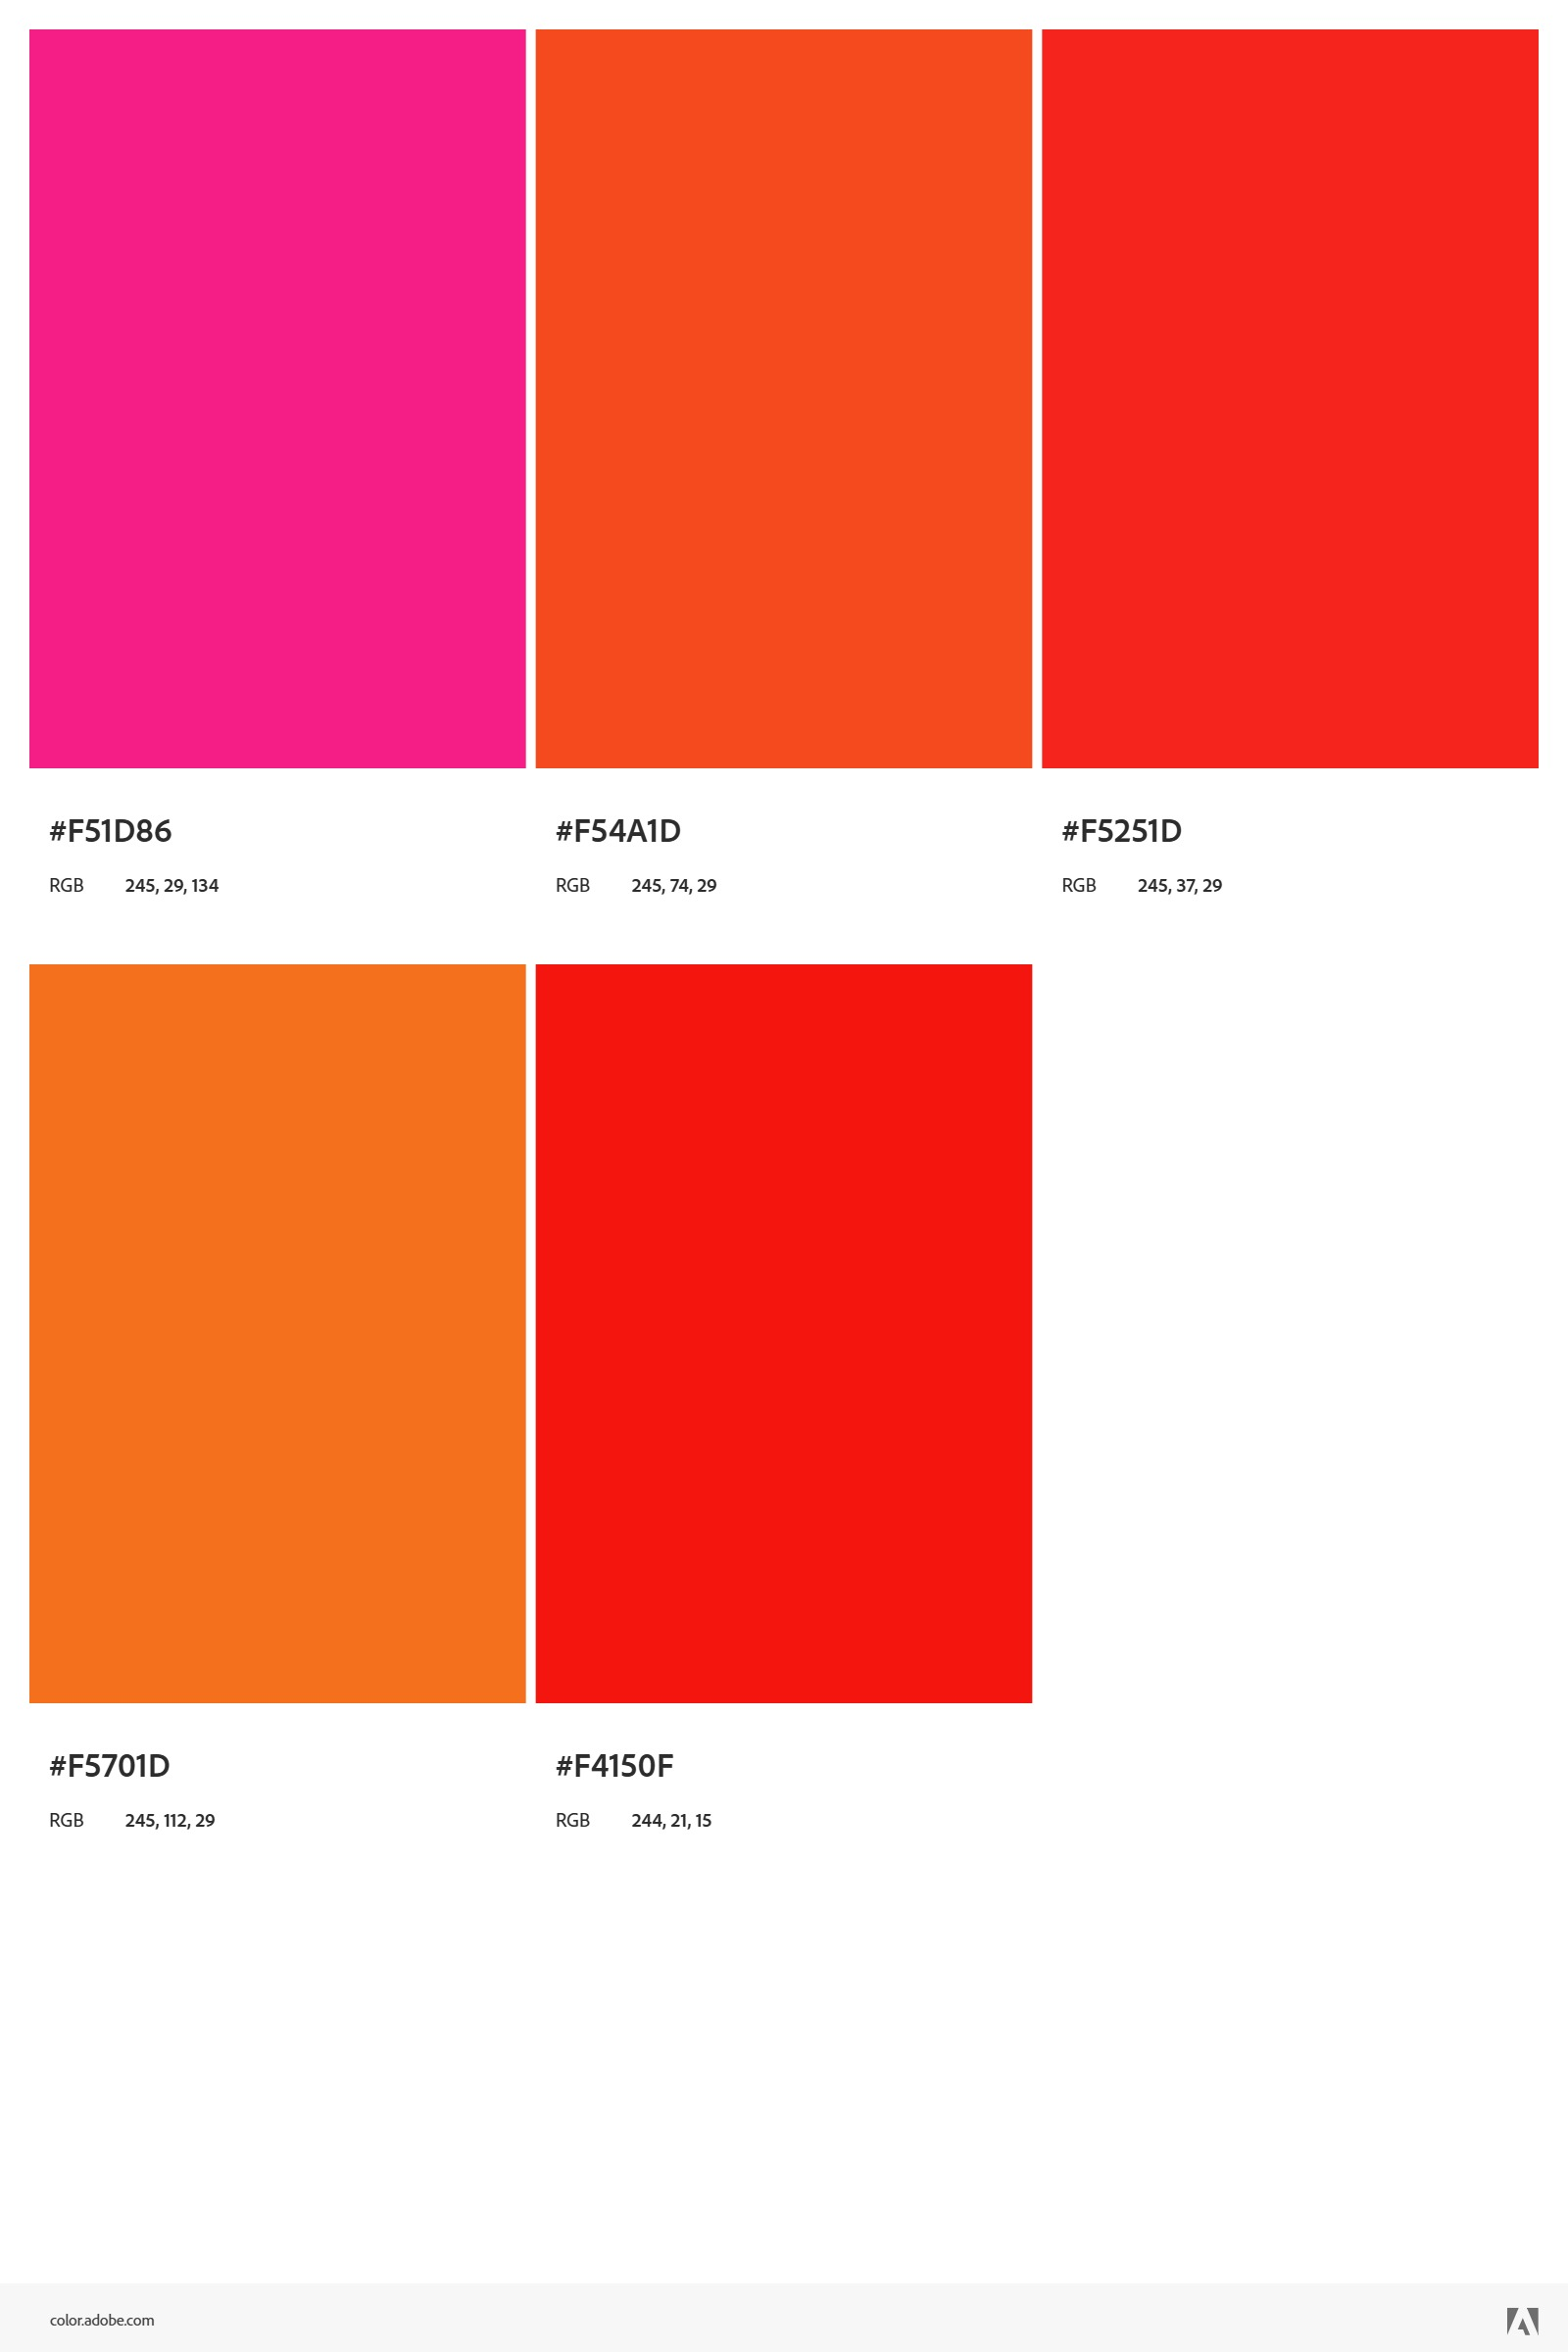 #F51D86
RGB 245, 29, 134
#F54A1D
RGB 245, 74, 29
#F5251D
RGB 245, 37, 29
#F5701D
RGB 245, 112, 29
#F4150F
RGB 244, 21, 15
color.adobe.com